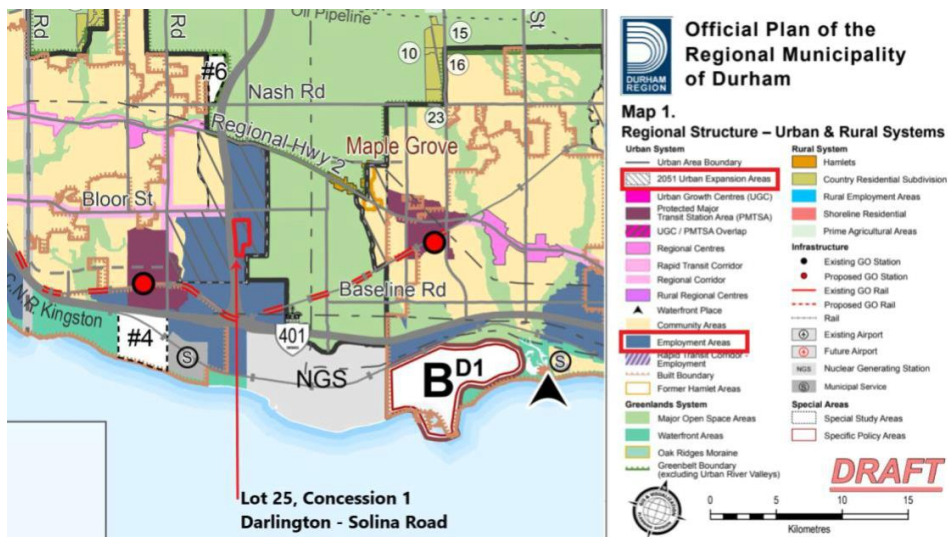 Rd
Rd
Oil Pipeline
St
15
10
16
#6
Nash Rd
23
Regional Hwy 2
Maple Grove
Bloor St
Baseline Rd
C.N.R Kingston
401
#4
S
NGS
B D1
S
Lot 25, Concession 1
Darlington - Solina Road
DURHAM
REGION
Official Plan of the
Regional Municipality
of Durham
Map 1.
Regional Structure – Urban & Rural Systems
Urban System
Urban Area Boundary
2051 Urban Expansion Areas
Urban Growth Centres (UGC)
Protected Major
Transit Station Area (PMTSA)
UGC / PMTSA Overlap
Regional Centres
Rapid Transit Corridor
Regional Corridor
Rural Regional Centres
Waterfront Place
Community Areas
Employment Areas
Rapid Transit Corridor -
Employment
Built Boundary
Former Hamlet Areas
Greenlands System
Major Open Space Areas
Waterfront Areas
Oak Ridges Moraine
Greenbelt Boundary
(excluding Urban River Valleys)
Rural System
Hamlets
Country Residential Subdivision
Rural Employment Areas
Shoreline Residential
Prime Agricultural Areas
Infrastructure
Existing GO Station
Proposed GO Station
Existing GO Rail
Proposed GO Rail
Rail
Existing Airport
Future Airport
NGS Nuclear Generating Station
S Municipal Service
Special Areas
Special Study Areas
Specific Policy Areas
DRAFT
0 5 10 15
Kilometres